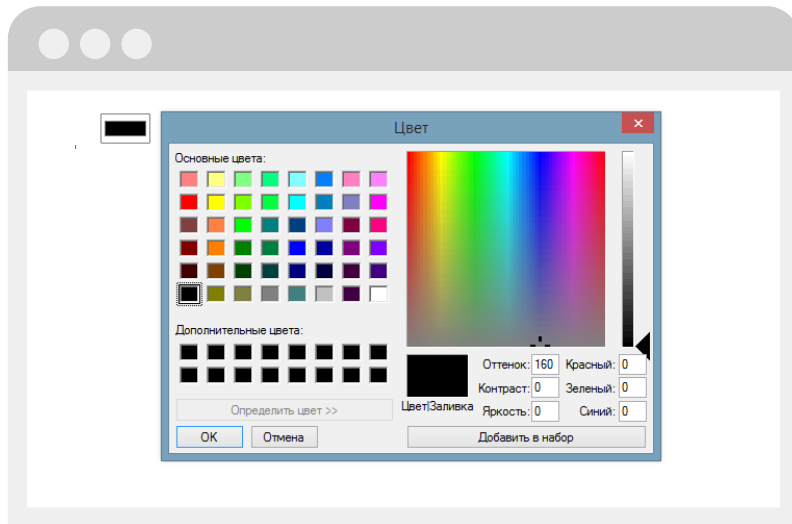 Цвет
Основные цвета:
Дополнительные цвета:
Определить цвет >>
OK
Отмена
Цвет|Заливка
Оттенок: 160
Контраст: 0
Яркость: 0
Красный: 0
Зеленый: 0
Синий: 0
Добавить в набор